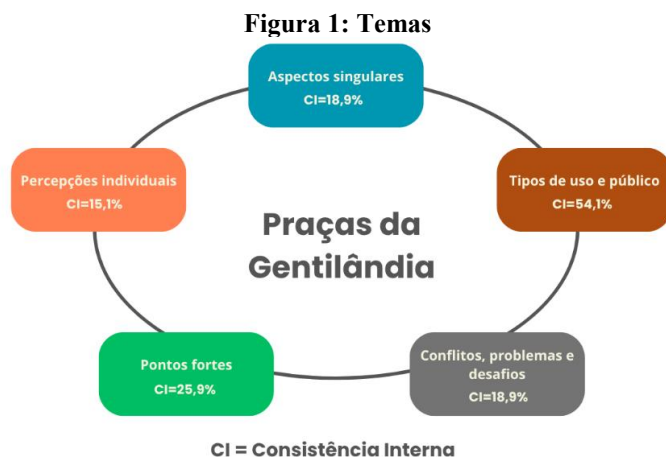 Figura 1: Temas
Aspectos singulares
CI=18,9%
Percepções individuais
CI=15,1%
Tipos de uso e público
CI=54,1%
Praças da
Gentilândia
Pontos fortes
CI=25,9%
Conflitos, problemas e
desafios
CI=18,9%
CI = Consistência Interna